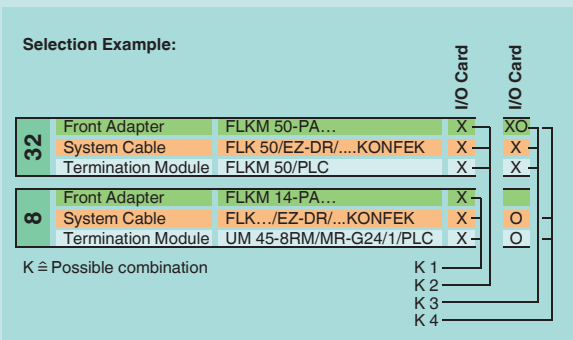 Selection Example:
I/O Card
I/O Card
32
Front Adapter FLKM 50-PA… X XO
System Cable FLK 50/EZ-DR/....KONFEK X X
Termination Module FLKM 50/PLC X X
8
Front Adapter FLKM 14-PA… X
System Cable FLK…/EZ-DR/...KONFEK X O
Termination Module UM 45-8RM/MR-G24/1/PLC X O
K ≙ Possible combination
K 1
K 2
K 3
K 4